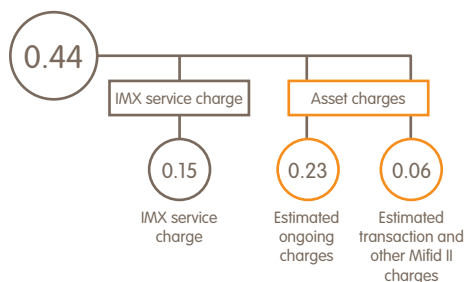 0.44
IMX service charge
Asset charges
0.15
0.23
0.06
IMX service
charge
Estimated
ongoing
charges
Estimated
transaction and
other Mifid II
charges